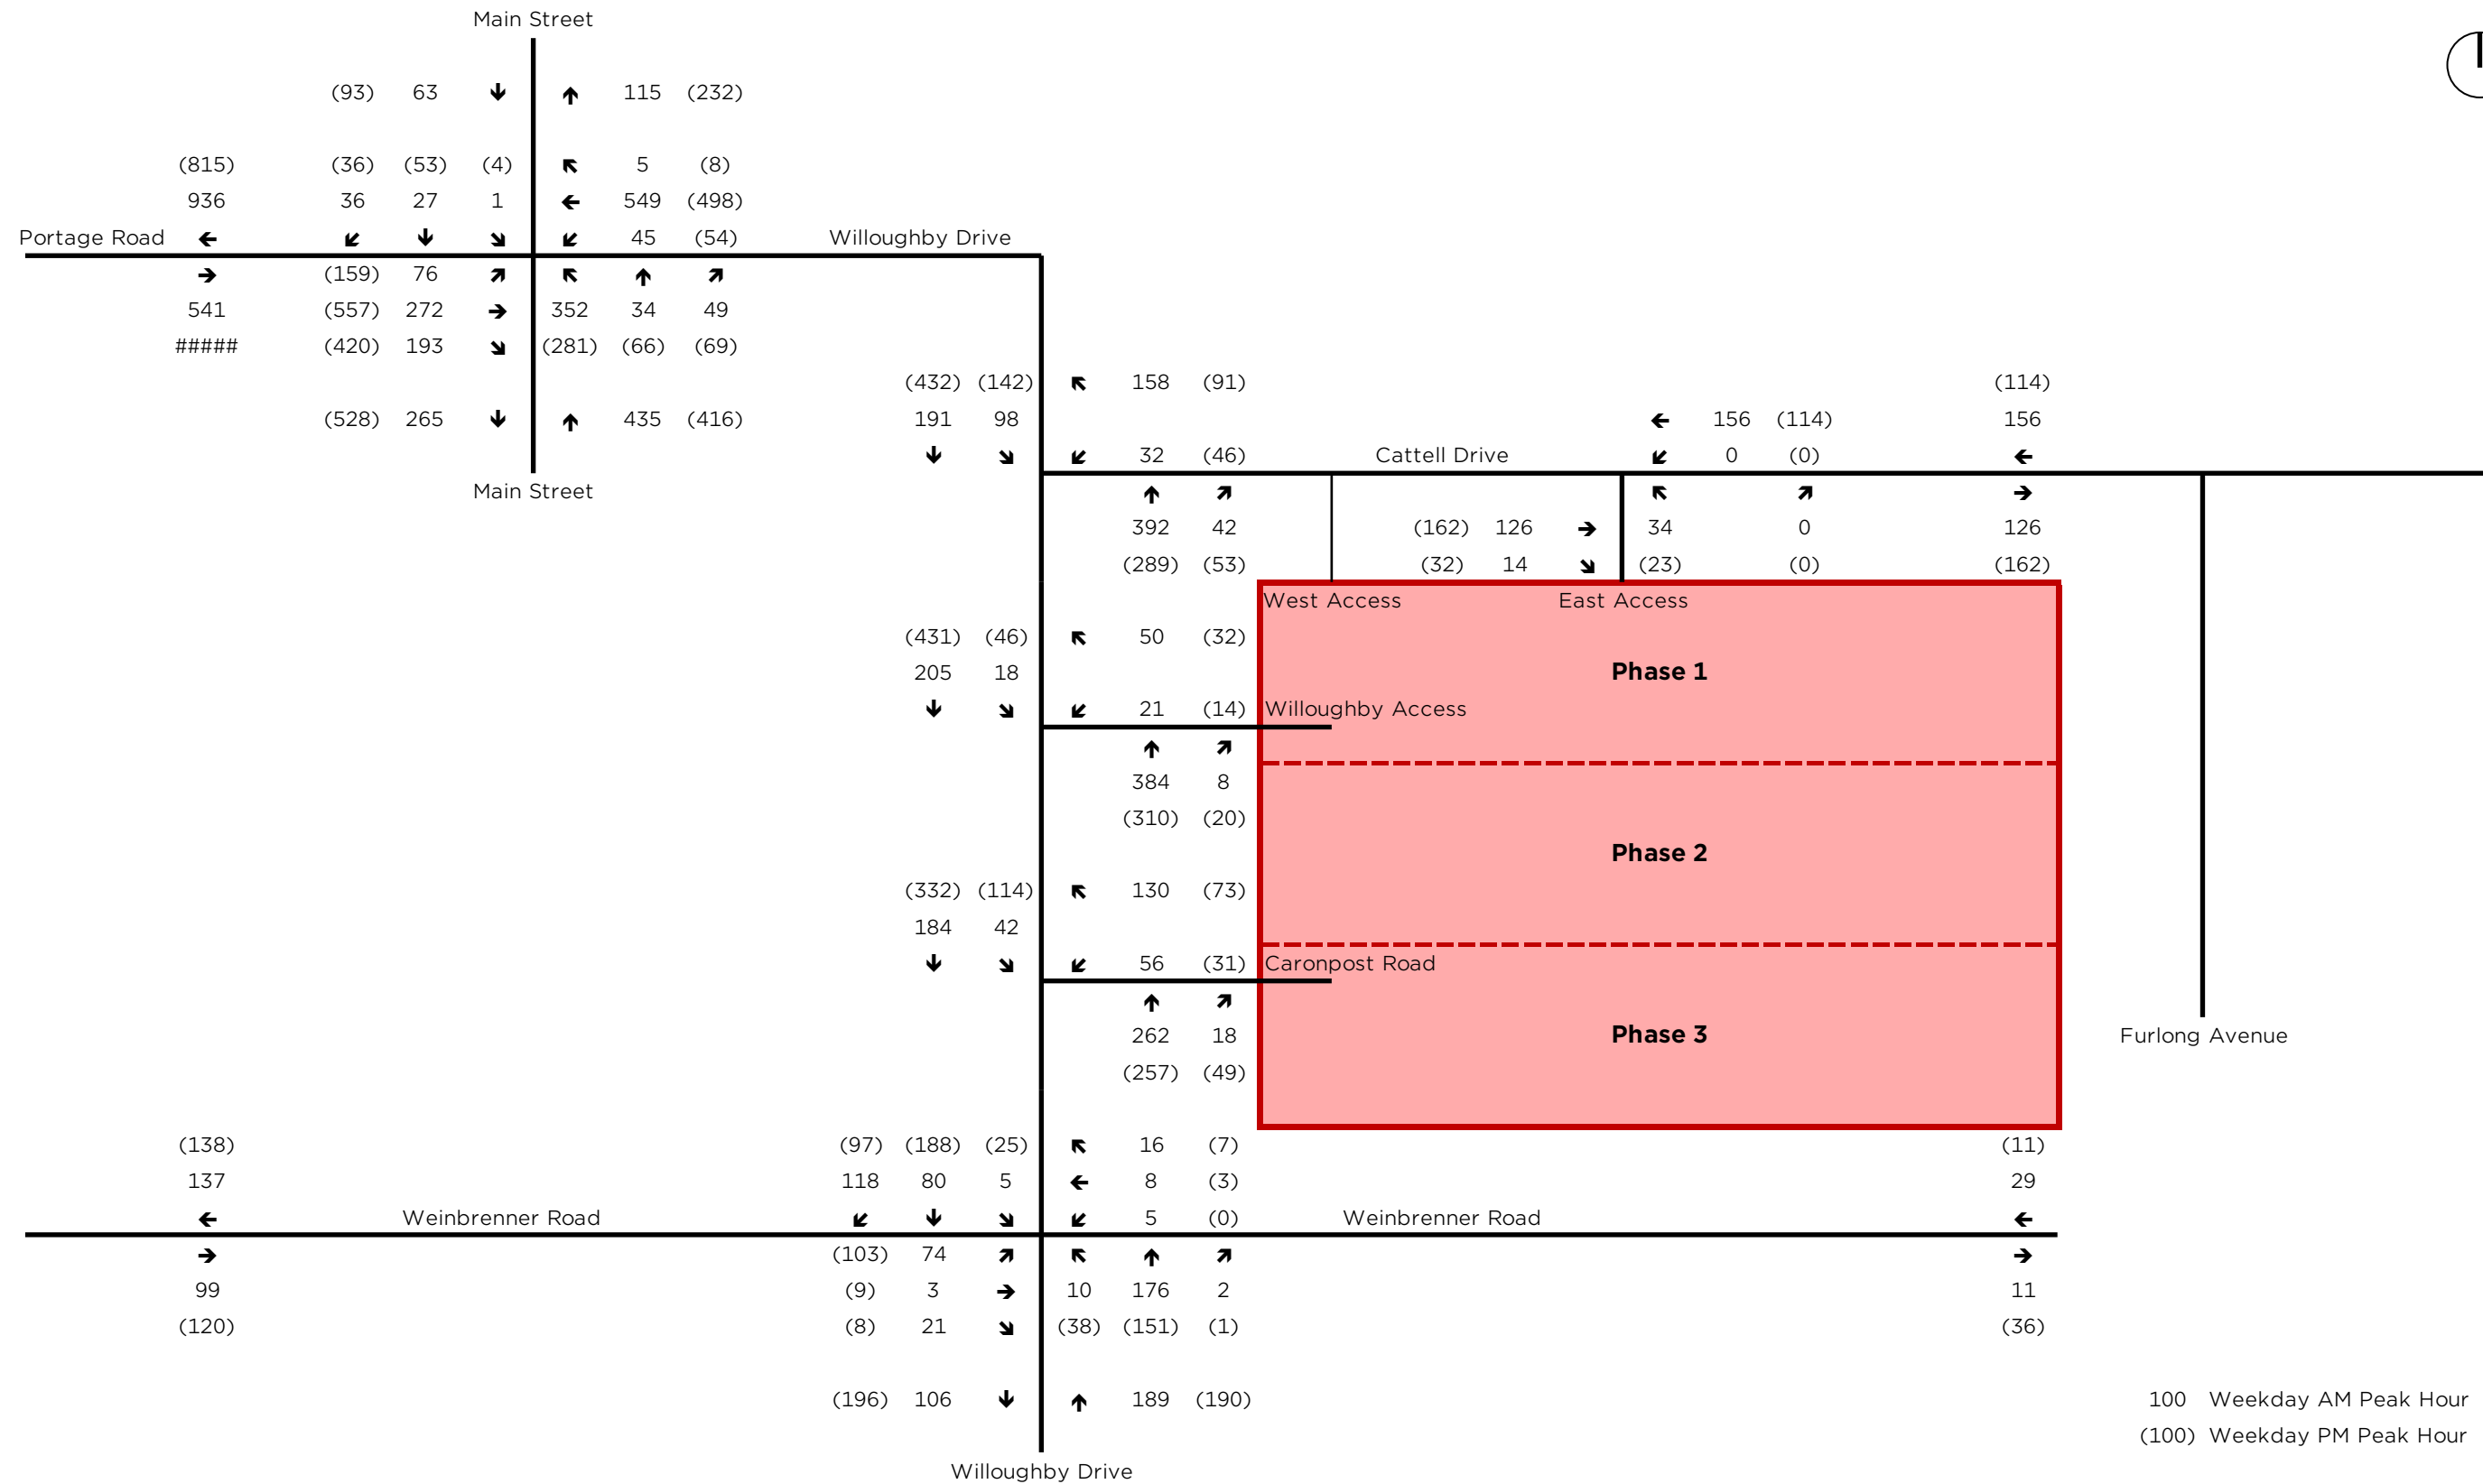 Main Street
(93) 63 🡫 🡩 115 (232)
(815) (36) (53) (4) 🡬 5 (8)
936 36 27 1 🡨 549 (498)
Portage Road 🡨 🡯 🡫 🡮 🡯 45 (54) Willoughby Drive
🡪 (159) 76 🡭 🡬 🡩 🡭
541 (557) 272 🡪 352 34 49
##### (420) 193 🡮 (281) (66) (69)
(432) (142) 🡬 158 (91) (114)
(528) 265 🡫 🡩 435 (416) 191 98 🡨 156 (114) 156
🡫 🡮 🡯 32 (46) Cattell Drive 🡯 0 (0) 🡨
Main Street 🡩 🡭 🡬 🡭 🡪
392 42 (162) 126 🡪 34 0 126
(289) (53) (32) 14 🡮 (23) (0) (162)
West Access East Access
(431) (46) 🡬 50 (32)
205 18 Phase 1
🡫 🡮 🡯 21 (14) Willoughby Access
🡩 🡭
384 8
(310) (20)
Phase 2
(332) (114) 🡬 130 (73)
184 42
🡫 🡮 🡯 56 (31) Caronpost Road
🡩 🡭
262 18 Phase 3 Furlong Avenue
(257) (49)
(138) (97) (188) (25) 🡬 16 (7) (11)
137 118 80 5 🡨 8 (3) 29
🡨 Weinbrenner Road 🡯 🡫 🡮 🡯 5 (0) Weinbrenner Road 🡨
🡪 (103) 74 🡭 🡬 🡩 🡭 🡪
99 (9) 3 🡪 10 176 2 11
(120) (8) 21 🡮 (38) (151) (1) (36)
(196) 106 🡫 🡩 189 (190) 100 Weekday AM Peak Hour
(100) Weekday PM Peak Hour
Willoughby Drive